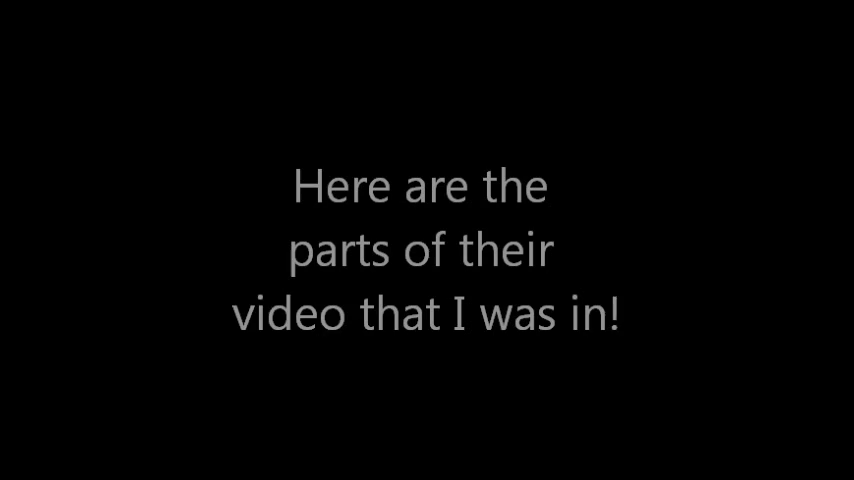 Here are the
parts of their
video that I was in!